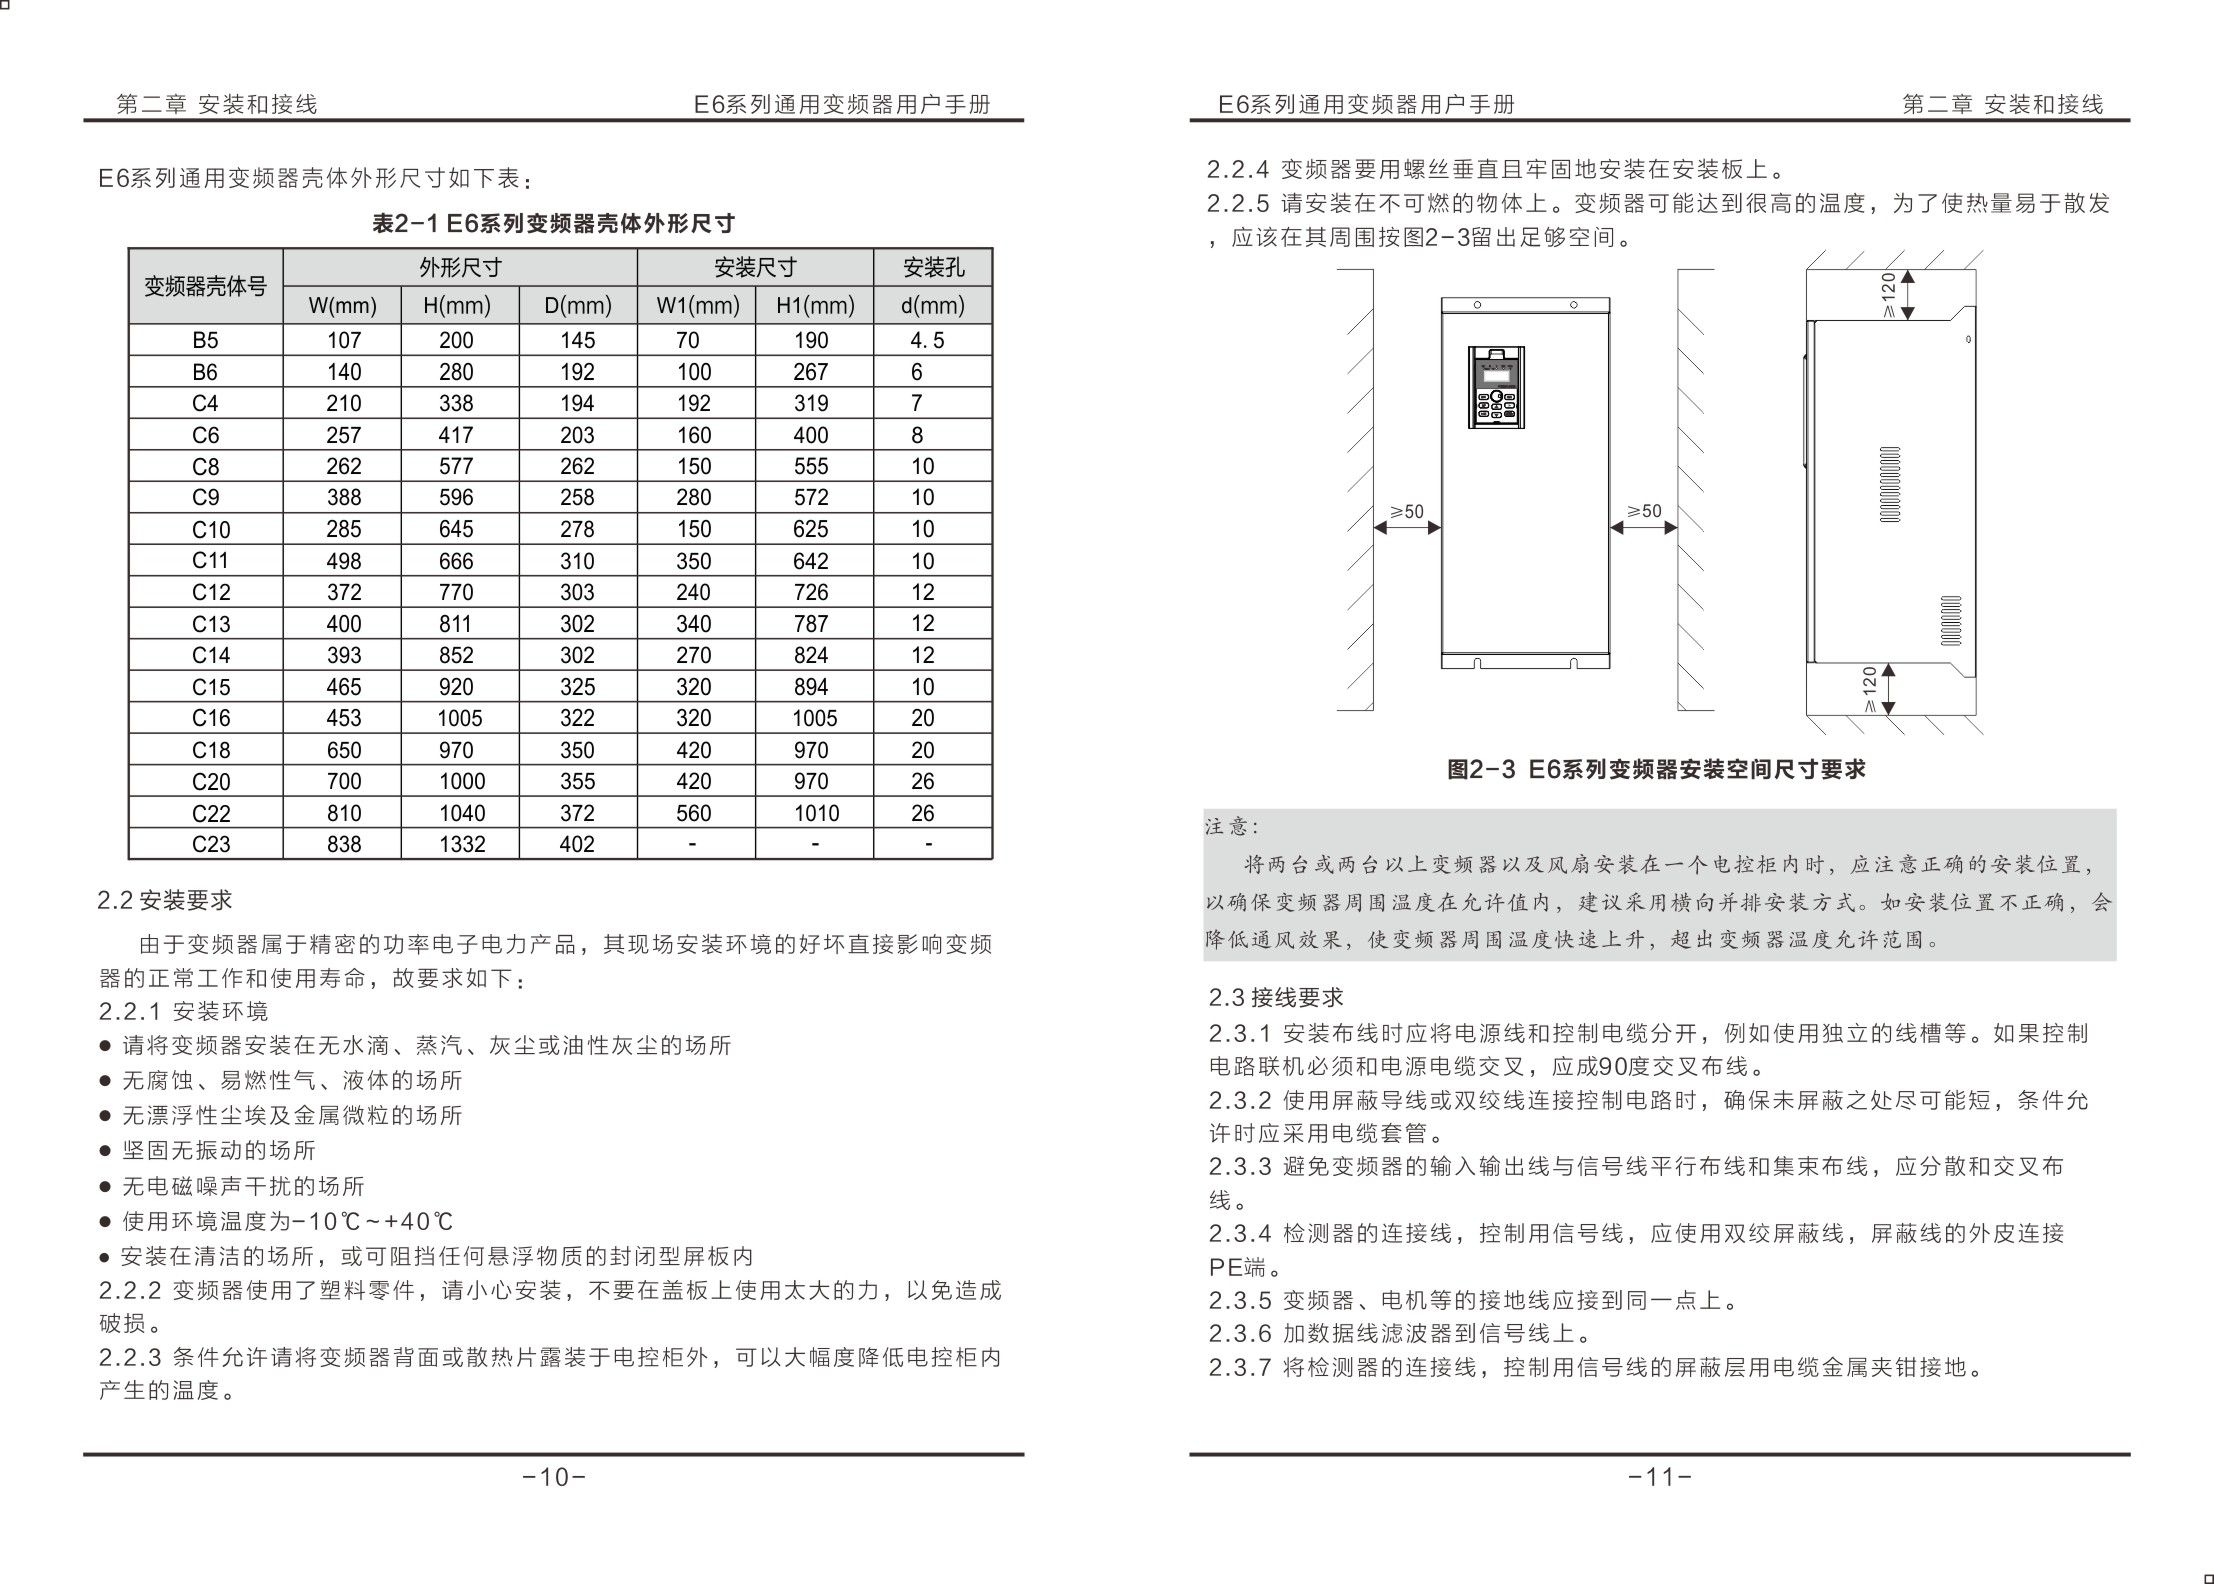 第二章 安装和接线 E6系列通用变频器用户手册
E6系列通用变频器壳体外形尺寸如下表：
表2-1 E6系列变频器壳体外形尺寸
变频器壳体号 外形尺寸 安装尺寸 安装孔
W(mm) H(mm) D(mm) W1(mm) H1(mm) d(mm)
B5 107 200 145 70 190 4.5
B6 140 280 192 100 267 6
C4 210 338 194 192 319 7
C6 257 417 203 160 400 8
C8 262 577 262 150 555 10
C9 388 596 258 280 572 10
C10 285 645 278 150 625 10
C11 498 666 310 350 642 10
C12 372 770 303 240 726 12
C13 400 811 302 340 787 12
C14 393 852 302 270 824 12
C15 465 920 325 320 894 10
C16 453 1005 322 320 1005 20
C18 650 970 350 420 970 20
C20 700 1000 355 420 970 26
C22 810 1040 372 560 1010 26
C23 838 1332 402 - - -
2.2 安装要求
由于变频器属于精密的功率电子电力产品，其现场安装环境的好坏直接影响变频
器的正常工作和使用寿命，故要求如下：
2.2.1 安装环境
● 请将变频器安装在无水滴、蒸汽、灰尘或油性灰尘的场所
● 无腐蚀、易燃性气、液体的场所
● 无漂浮性尘埃及金属微粒的场所
● 坚固无振动的场所
● 无电磁噪声干扰的场所
● 使用环境温度为-10℃~+40℃
● 安装在清洁的场所，或可阻挡任何悬浮物质的封闭型屏板内
2.2.2 变频器使用了塑料零件，请小心安装，不要在盖板上使用太大的力，以免造成
破损。
2.2.3 条件允许请将变频器背面或散热片露装于电控柜外，可以大幅度降低电控柜内
产生的温度。
-10-
E6系列通用变频器用户手册 第二章 安装和接线
2.2.4 变频器要用螺丝垂直且牢固地安装在安装板上。
2.2.5 请安装在不可燃的物体上。变频器可能达到很高的温度，为了使热量易于散发
，应该在其周围按图2-3留出足够空间。
≥120
≥50 ≥50
≥120
图2-3 E6系列变频器安装空间尺寸要求
注意：
将两台或两台以上变频器以及风扇安装在一个电控柜内时，应注意正确的安装位置，
以确保变频器周围温度在允许值内，建议采用横向并排安装方式。如安装位置不正确，会
降低通风效果，使变频器周围温度快速上升，超出变频器温度允许范围。
2.3 接线要求
2.3.1 安装布线时应将电源线和控制电缆分开，例如使用独立的线槽等。如果控制
电路联机必须和电源电缆交叉，应成90度交叉布线。
2.3.2 使用屏蔽导线或双绞线连接控制电路时，确保未屏蔽之处尽可能短，条件允
许时应采用电缆套管。
2.3.3 避免变频器的输入输出线与信号线平行布线和集束布线，应分散和交叉布
线。
2.3.4 检测器的连接线，控制用信号线，应使用双绞屏蔽线，屏蔽线的外皮连接
PE端。
2.3.5 变频器、电机等的接地线应接到同一点上。
2.3.6 加数据线滤波器到信号线上。
2.3.7 将检测器的连接线，控制用信号线的屏蔽层用电缆金属夹钳接地。
-11-